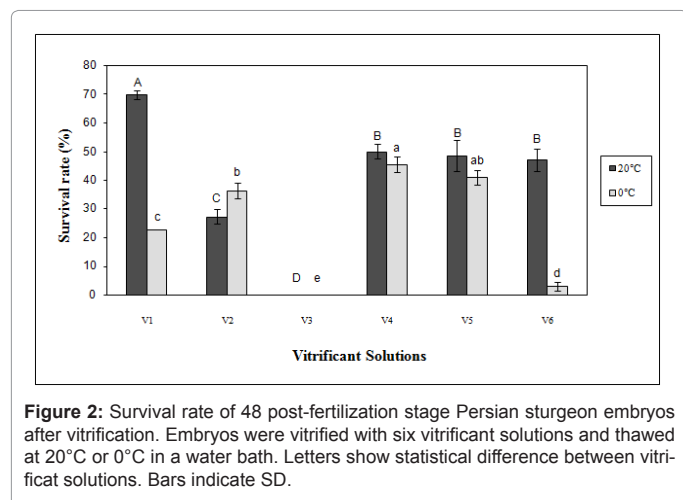 80
70
60
50
40
30
20
10
0
Survival rate (%)
A
c
C
b
D
e
B
a
B
ab
B
d
V1
V2
V3
V4
V5
V6
Vitrificant Solutions
20°C
0°C
Figure 2: Survival rate of 48 post-fertilization stage Persian sturgeon embryos
after vitrification. Embryos were vitrified with six vitrificant solutions and thawed
at 20°C or 0°C in a water bath. Letters show statistical difference between vitri-
ficat solutions. Bars indicate SD.